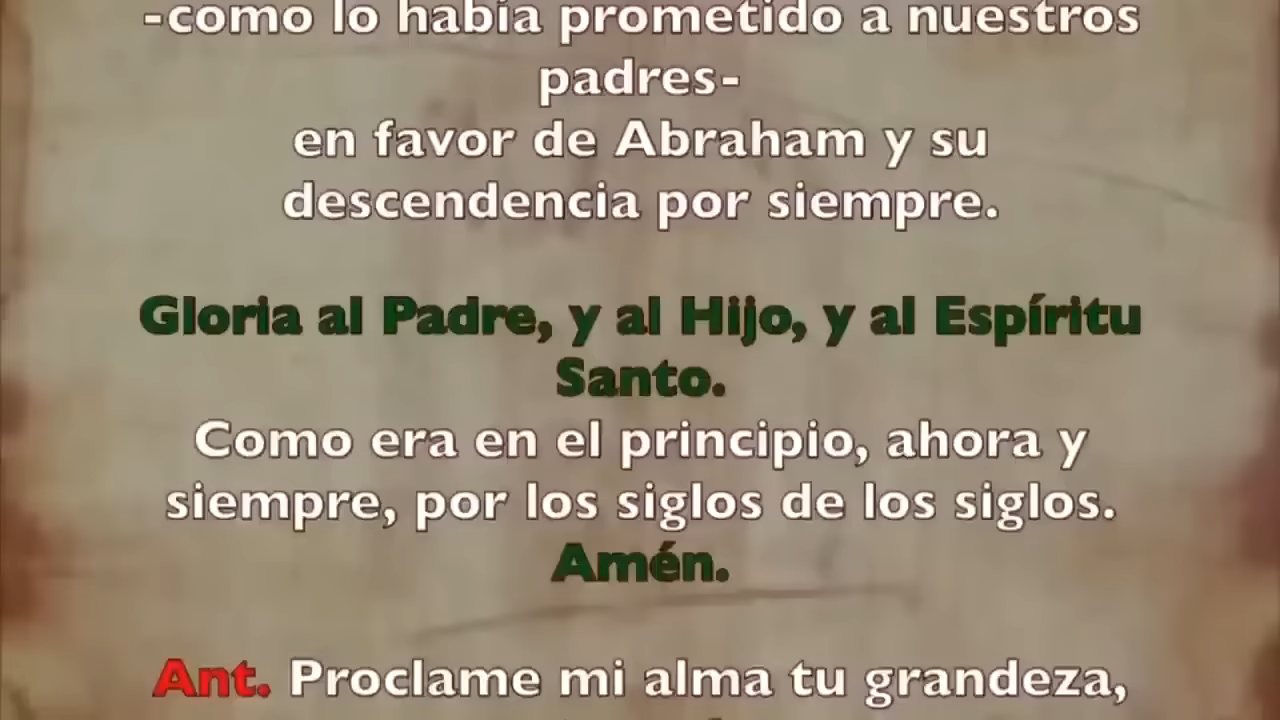 -como lo había prometido a nuestros
padres-
en favor de Abraham y su
descendencia por siempre.
Gloria al Padre, y al Hijo, y al Espíritu
Santo.
Como era en el principio, ahora y
siempre, por los siglos de los siglos.
Amén.
Ant. Proclame mi alma tu grandeza,